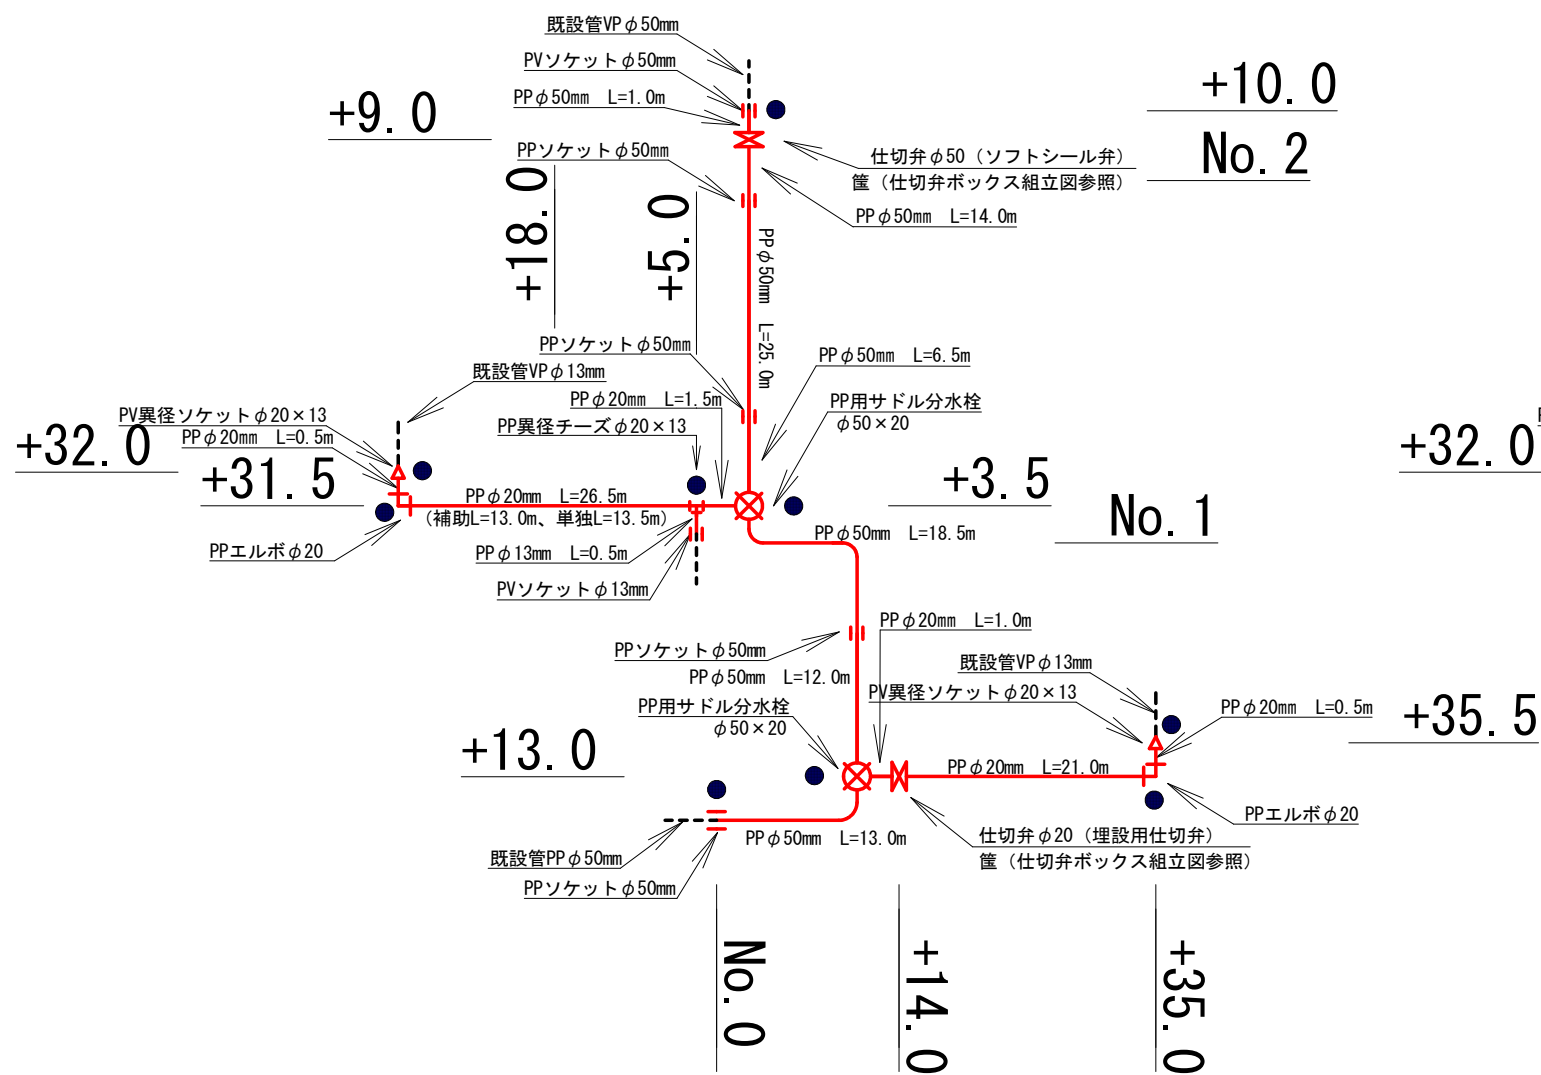 既設管VPφ50mm
PVソケットφ50mm
PPφ50mm L=1.0m
+9.0
+10.0
No.2
PPソケットφ50mm
仕切弁φ50（ソフトシール弁）
筐（仕切弁ボックス組立図参照）
PPφ50mm L=14.0m
+18.0
+5.0
PPφ50mm L=25.0m
PPソケットφ50mm
PPφ50mm L=6.5m
既設管VPφ13mm
PPφ20mm L=1.5m
PP用サドル分水栓
φ50×20
PV異径ソケットφ20×13
PPφ20mm L=0.5m
PP異径チーズφ20×13
+32.0
+32.0
+31.5
PPφ20mm L=26.5m
（補助L=13.0m、単独L=13.5m）
+3.5
No.1
PPφ50mm L=18.5m
PPエルボφ20
PPφ13mm L=0.5m
PVソケットφ13mm
PPφ20mm L=1.0m
PPソケットφ50mm
既設管VPφ13mm
PPφ50mm L=12.0m
PV異径ソケットφ20×13
PP用サドル分水栓
φ50×20
PPφ20mm L=0.5m
+35.5
+13.0
PPφ20mm L=21.0m
PPエルボφ20
PPφ50mm L=13.0m
仕切弁φ20（埋設用仕切弁）
筐（仕切弁ボックス組立図参照）
既設管PPφ50mm
PPソケットφ50mm
No.0
+14.0
+35.0